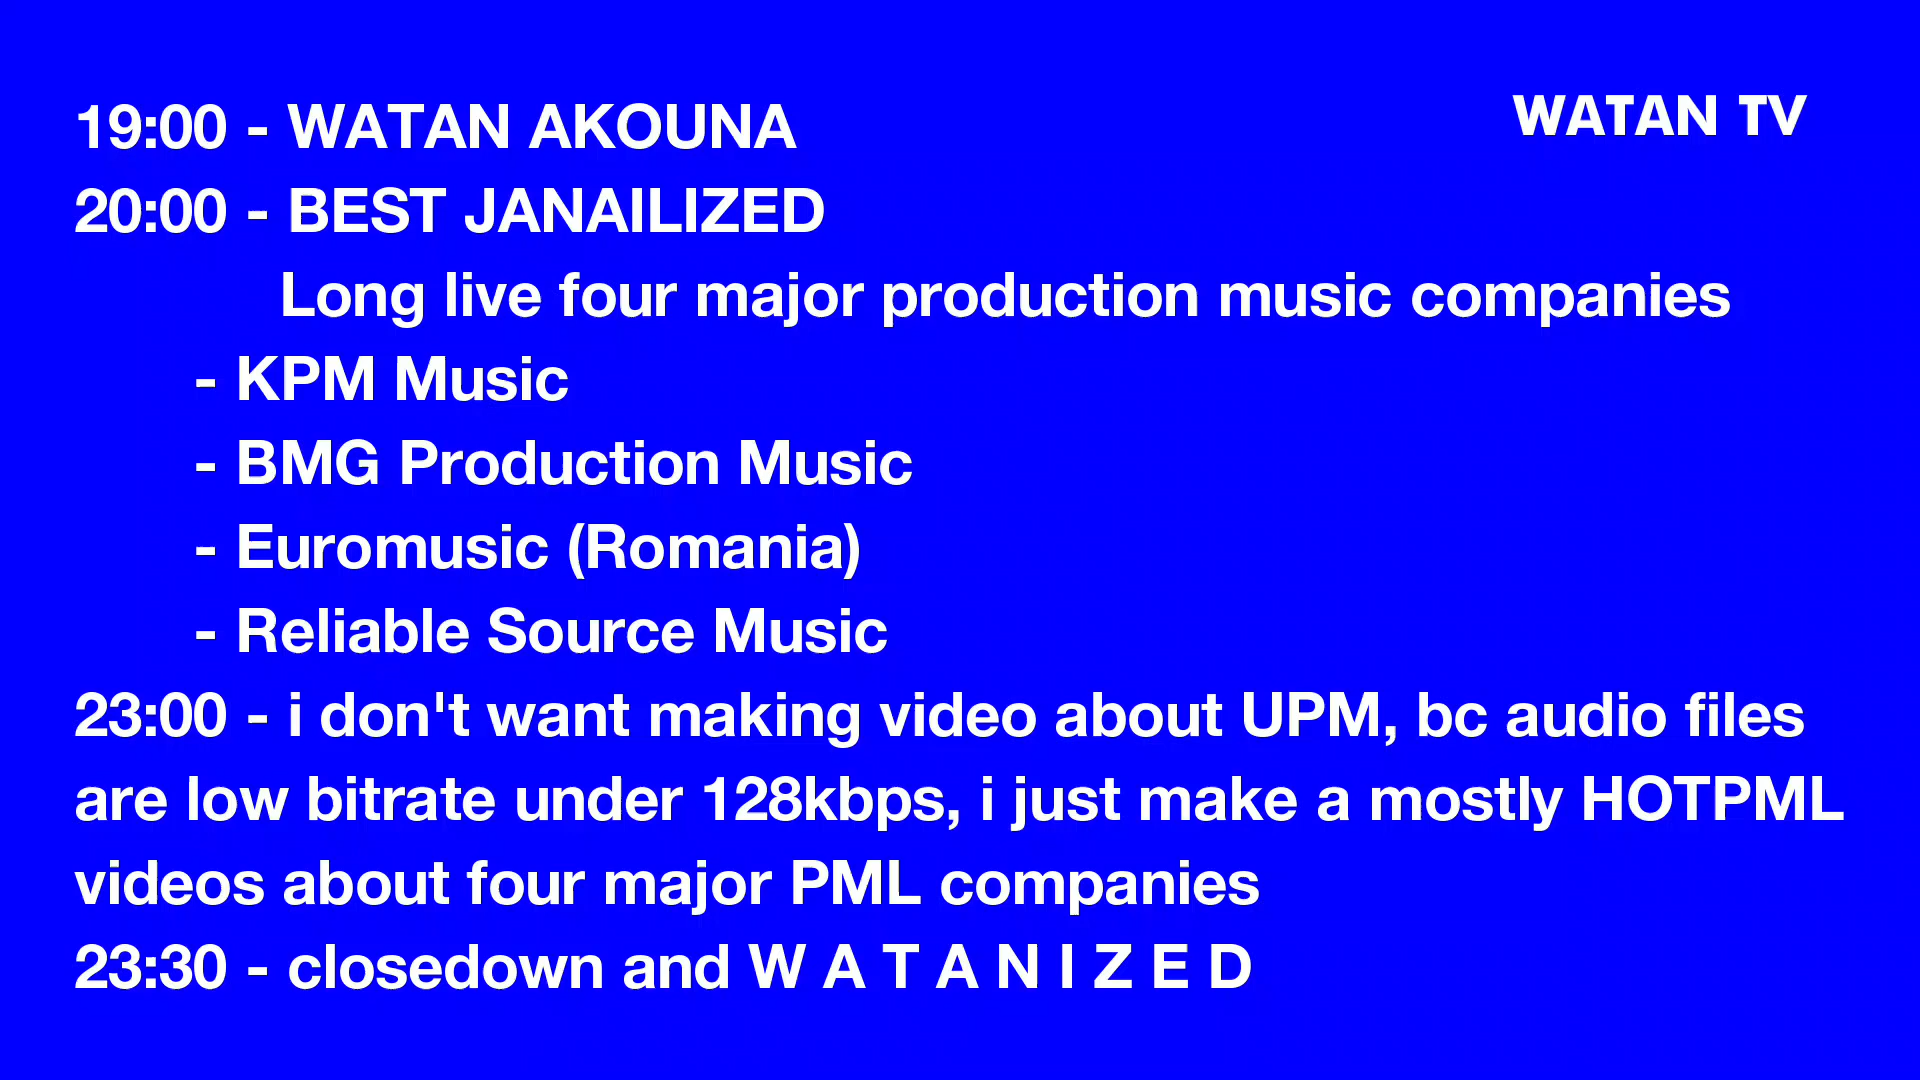 19:00 - WATAN AKOUNA
WATAN TV
20:00 - BEST JANAILIZED
Long live four major production music companies
- KPM Music
- BMG Production Music
- Euromusic (Romania)
- Reliable Source Music
23:00 - i don't want making video about UPM, bc audio files
are low bitrate under 128kbps, i just make a mostly HOTPML
videos about four major PML companies
23:30 - closedown and W A T A N I Z E D